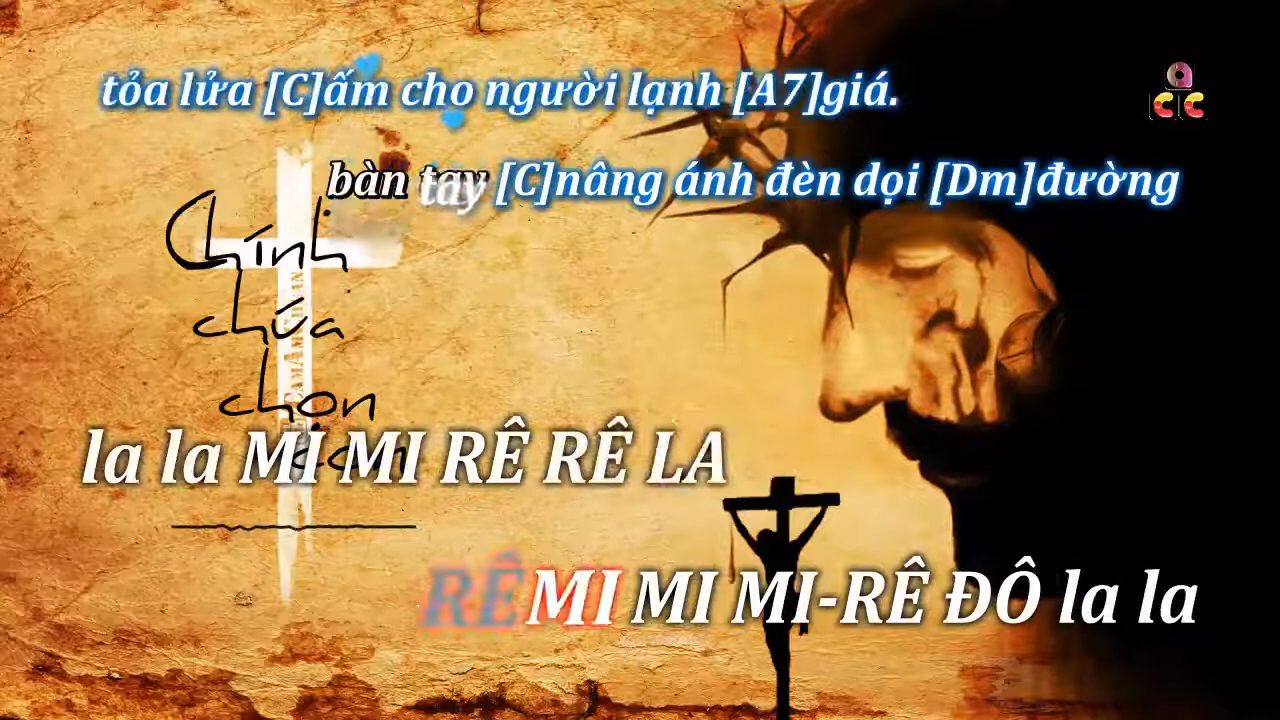 tỏa lửa [C]ấm cho người lạnh [A7]giá.
bàn tay [C]nâng ánh đèn dọi [Dm]đường
Chính
chúa
chọn
con
la la MI MI RÊ RÊ LA
RÊ MI MI MI-RÊ ĐÔ la la